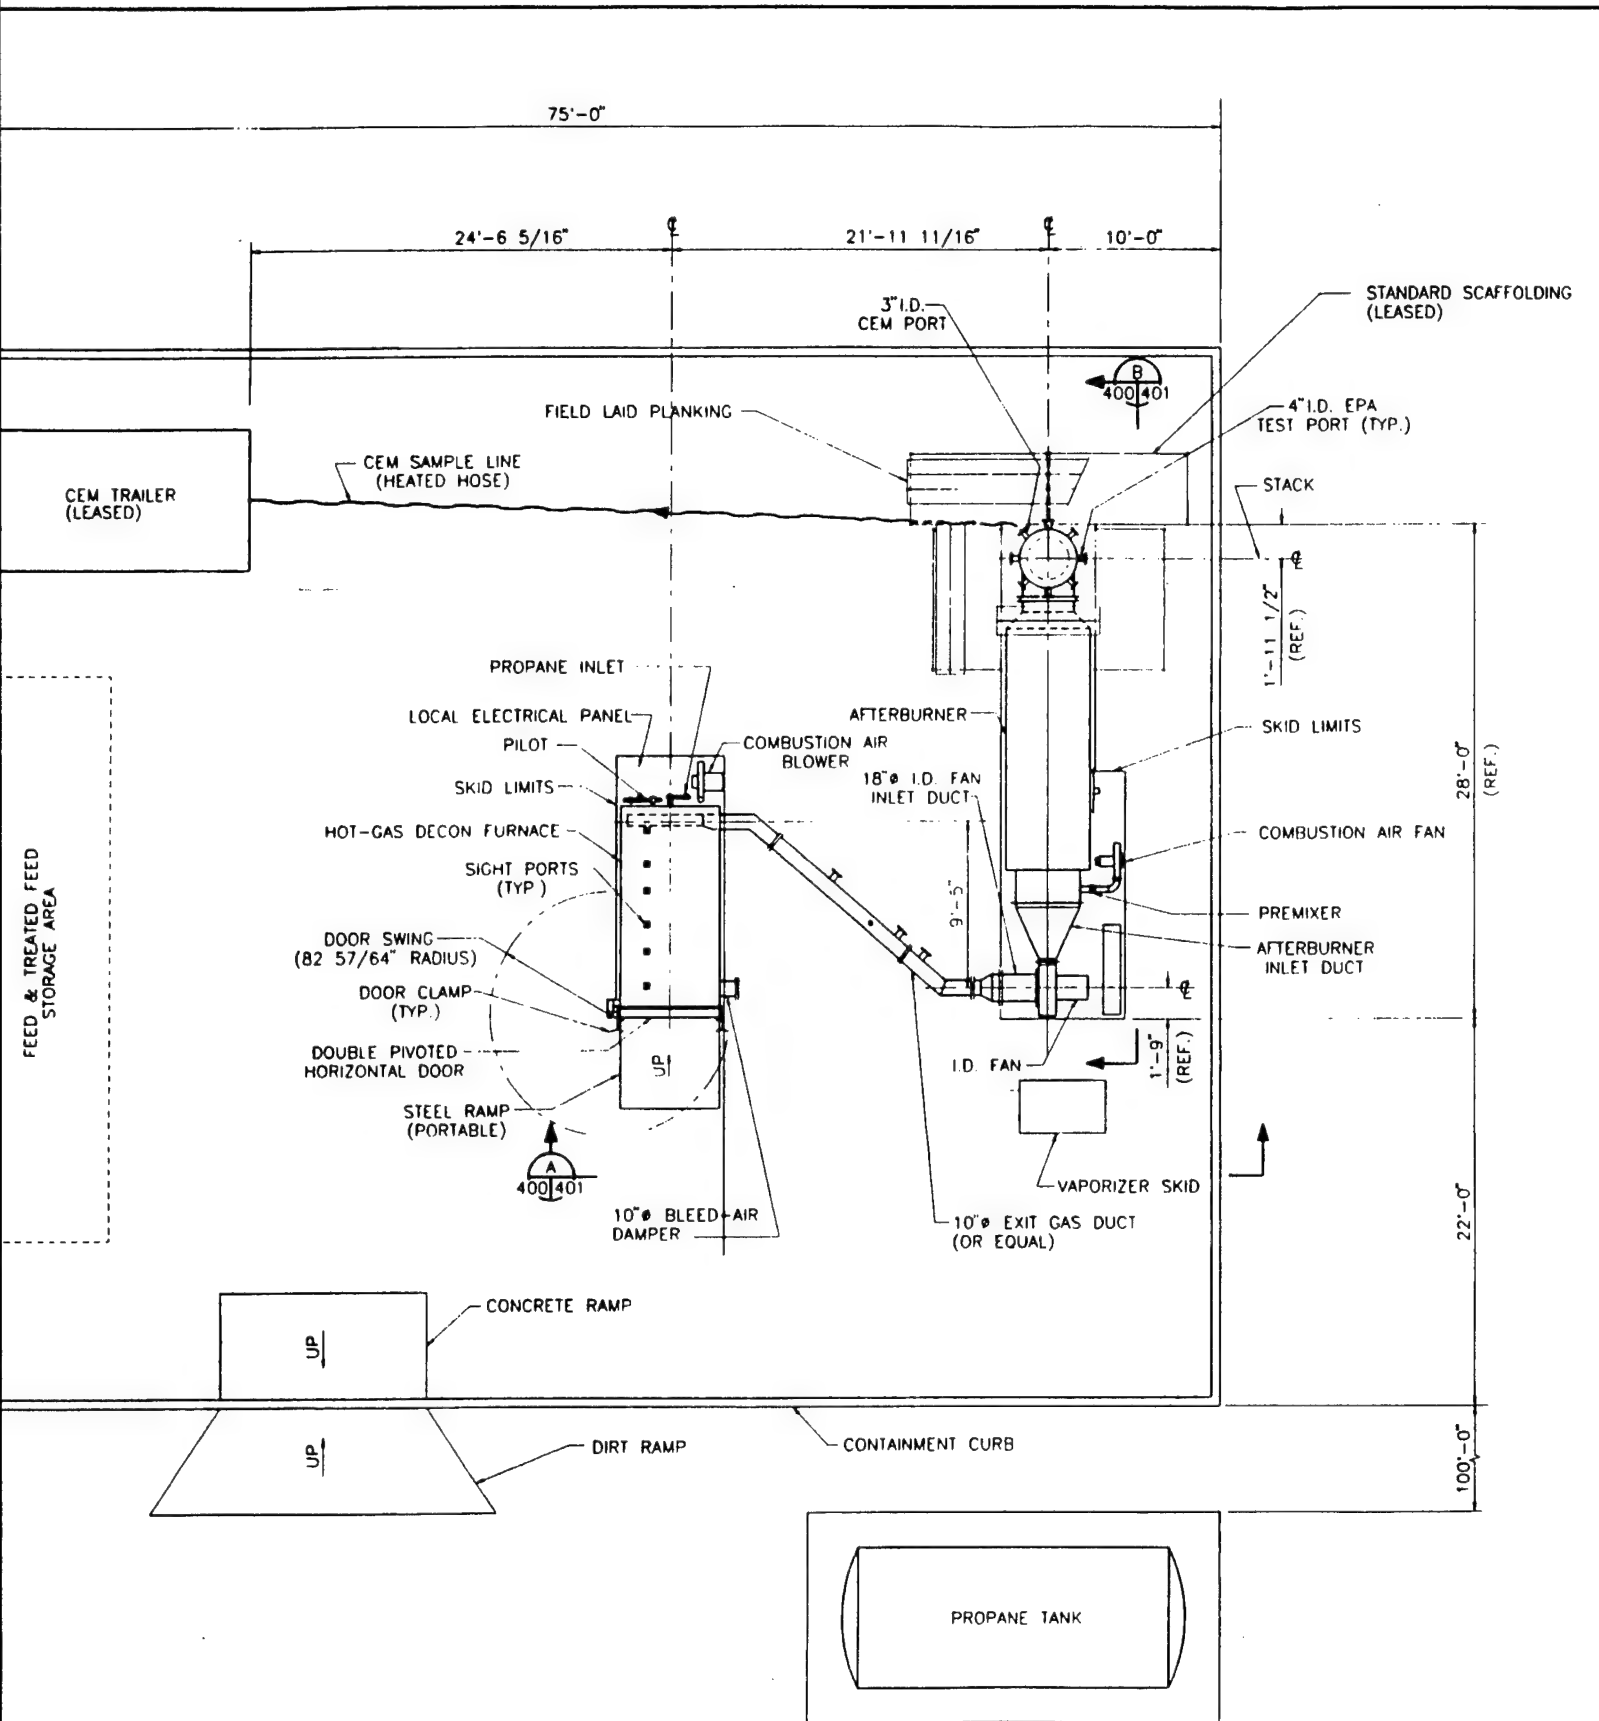 75'-0"
24'-6 5/16"
21'-11 11/16"
10'-0"
STANDARD SCAFFOLDING
(LEASED)
3" I.D.
CEM PORT
B
400 401
FIELD LAID PLANKING
4" I.D. EPA
TEST PORT (TYP.)
CEM SAMPLE LINE
(HEATED HOSE)
CEM TRAILER
(LEASED)
STACK
1'-11 1/2"
(REF.)
PROPANE INLET
LOCAL ELECTRICAL PANEL
PILOT
COMBUSTION AIR
BLOWER
AFTERBURNER
SKID LIMITS
28'-0"
(REF.)
18"ø I.D. FAN
INLET DUCT
SKID LIMITS
HOT-GAS DECON FURNACE
COMBUSTION AIR FAN
SIGHT PORTS
(TYP.)
9'-5"
PREMIXER
FEED & TREATED FEED
STORAGE AREA
DOOR SWING
(82 57/64" RADIUS)
AFTERBURNER
INLET DUCT
DOOR CLAMP
(TYP.)
DOUBLE PIVOTED
HORIZONTAL DOOR
UP
I.D. FAN
1'-9"
(REF.)
STEEL RAMP
(PORTABLE)
A
400 401
VAPORIZER SKID
10"ø BLEED-AIR
DAMPER
10"ø EXIT GAS DUCT
(OR EQUAL)
22'-0"
CONCRETE RAMP
UP
DIRT RAMP
UP
CONTAINMENT CURB
100'-0"
PROPANE TANK